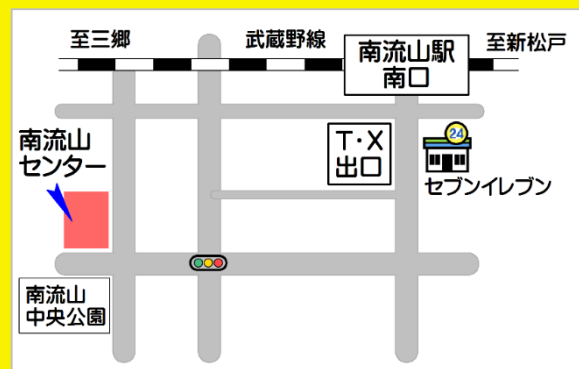 至三郷
武蔵野線
南流山駅
南口
至新松戸
南流山
センター
T・X
出口
24
セブンイレブン
南流山
中央公園